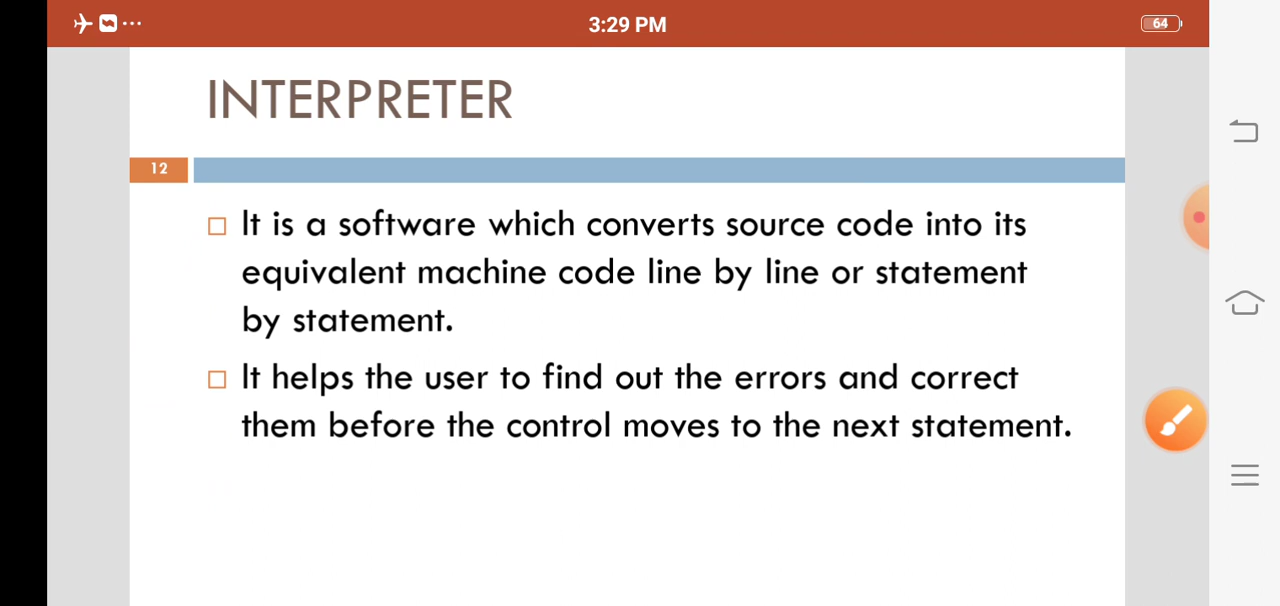 3:29 PM
64
INTERPRETER
12
It is a software which converts source code into its
equivalent machine code line by line or statement
by statement.
It helps the user to find out the errors and correct
them before the control moves to the next statement.